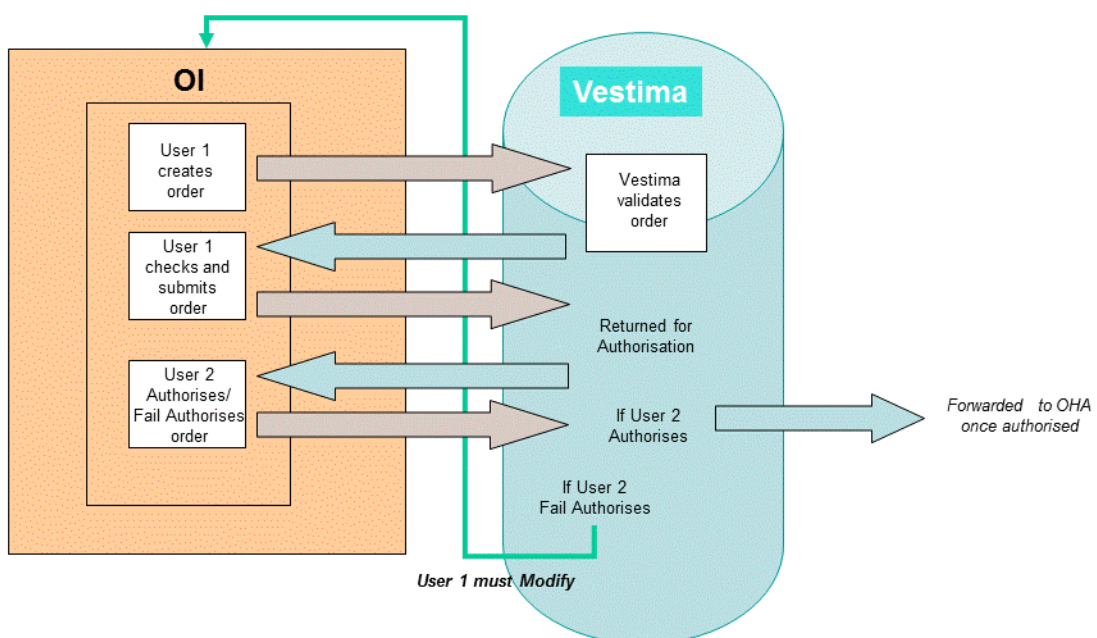 OI
User 1
creates
order
User 1
checks and
submits
order
User 2
Authorises/
Fail Authorises
order
Vestima
Vestima
validates
order
Returned for
Authorisation
If User 2
Authorises
If User 2
Fail Authorises
Forwarded to OHA
once authorised
User 1 must Modify